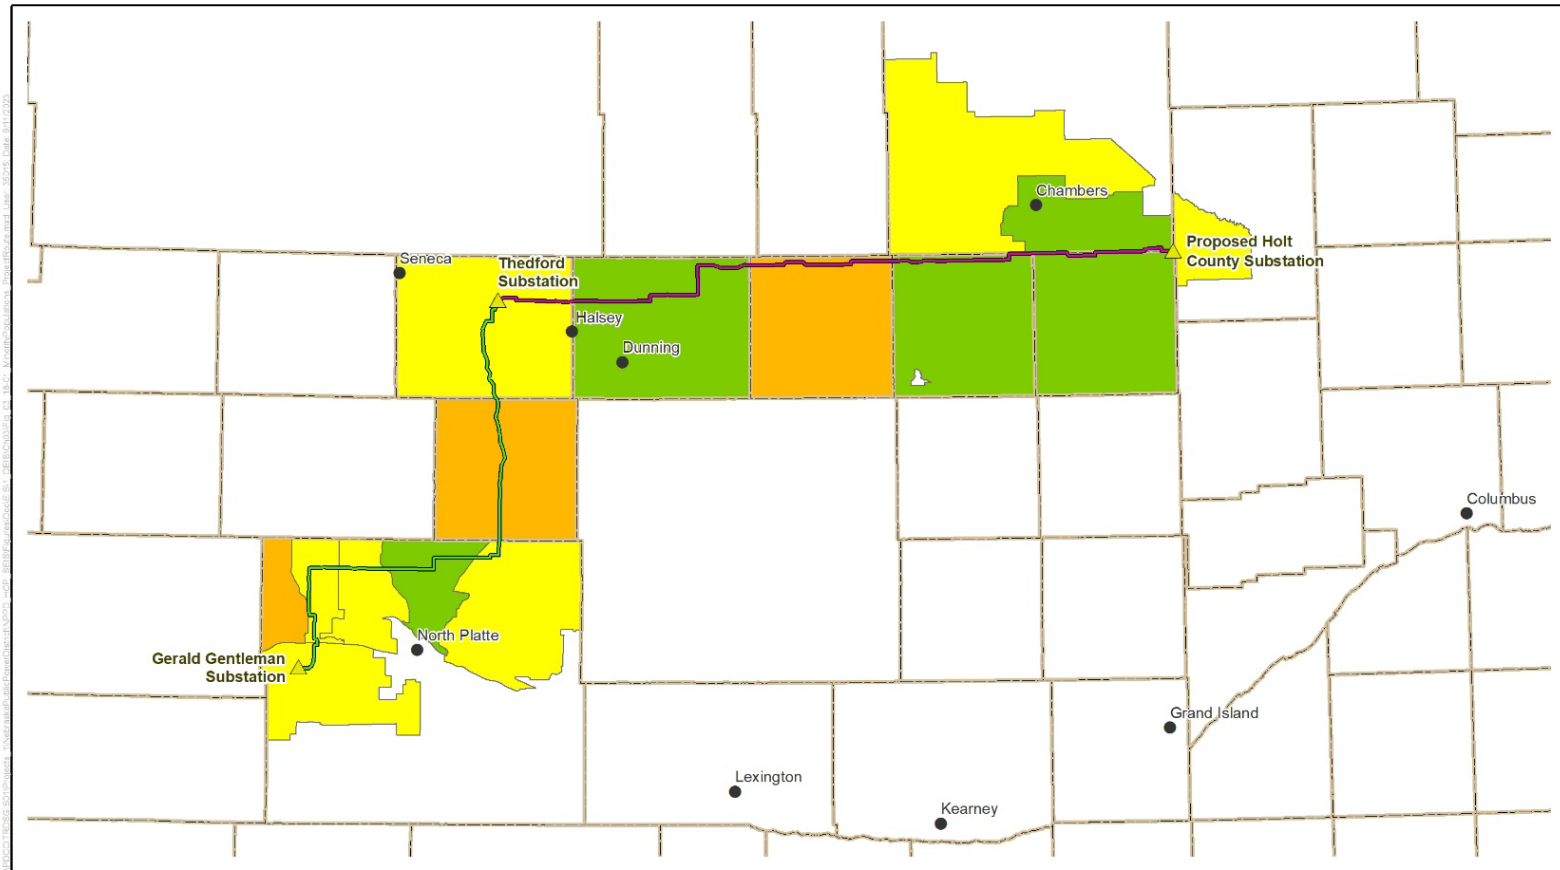 Chambers
Proposed Holt
County Substation
Seneca
Thedford
Substation
Halsey
Dunning
Columbus
North Platte
Gerald Gentleman
Substation
Grand Island
Lexington
Kearney